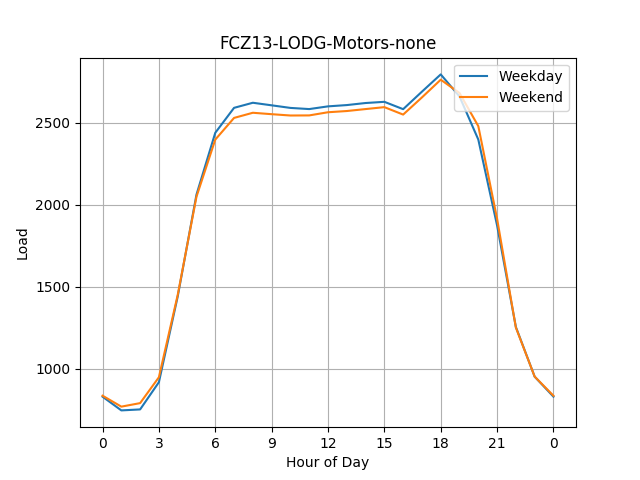 FCZ13-LODG-Motors-none
Weekday
Weekend
Load
2500
2000
1500
1000
0 3 6 9 12 15 18 21 0
Hour of Day